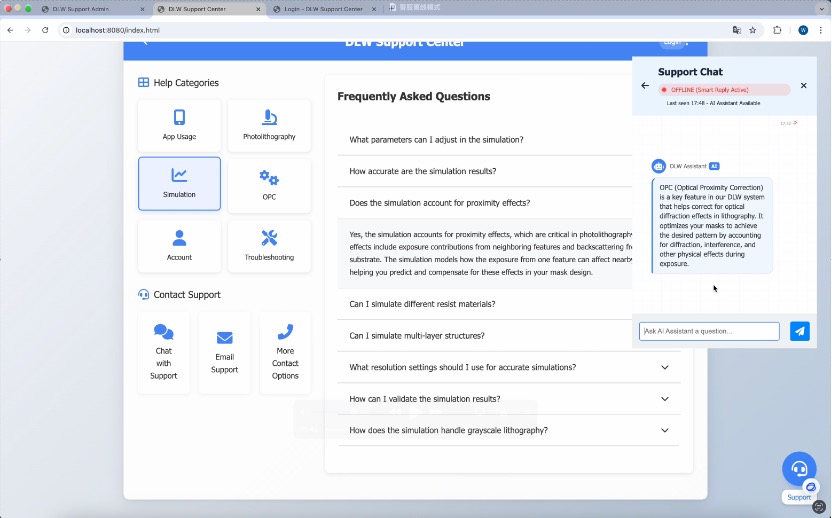 DLW Support Admin
DLW Support Center
Login - DLW Support Center
客服离线模式
localhost:8080/index.html
DLW Support Center
Login
Help Categories
App Usage
Photolithography
Simulation
OPC
Account
Troubleshooting
Contact Support
Chat with Support
Email Support
More Contact Options
Frequently Asked Questions
What parameters can I adjust in the simulation?
How accurate are the simulation results?
Does the simulation account for proximity effects?
Yes, the simulation accounts for proximity effects, which are critical in photolithography
effects include exposure contributions from neighboring features and backscattering fr
substrate. The simulation models how the exposure from one feature can affect nearby
helping you predict and compensate for these effects in your mask design.
Can I simulate different resist materials?
Can I simulate multi-layer structures?
What resolution settings should I use for accurate simulations?
How can I validate the simulation results?
How does the simulation handle grayscale lithography?
Support Chat
OFFLINE (Smart Reply Active)
Last seen 17:48 - AI Assistant Available
DLW Assistant AI
OPC (Optical Proximity Correction)
is a key feature in our DLW system
that helps correct for optical
diffraction effects in lithography. It
optimizes your masks to achieve
the desired pattern by accounting
for diffraction, interference, and
other physical effects during
exposure.
Ask AI Assistant a question...
Support